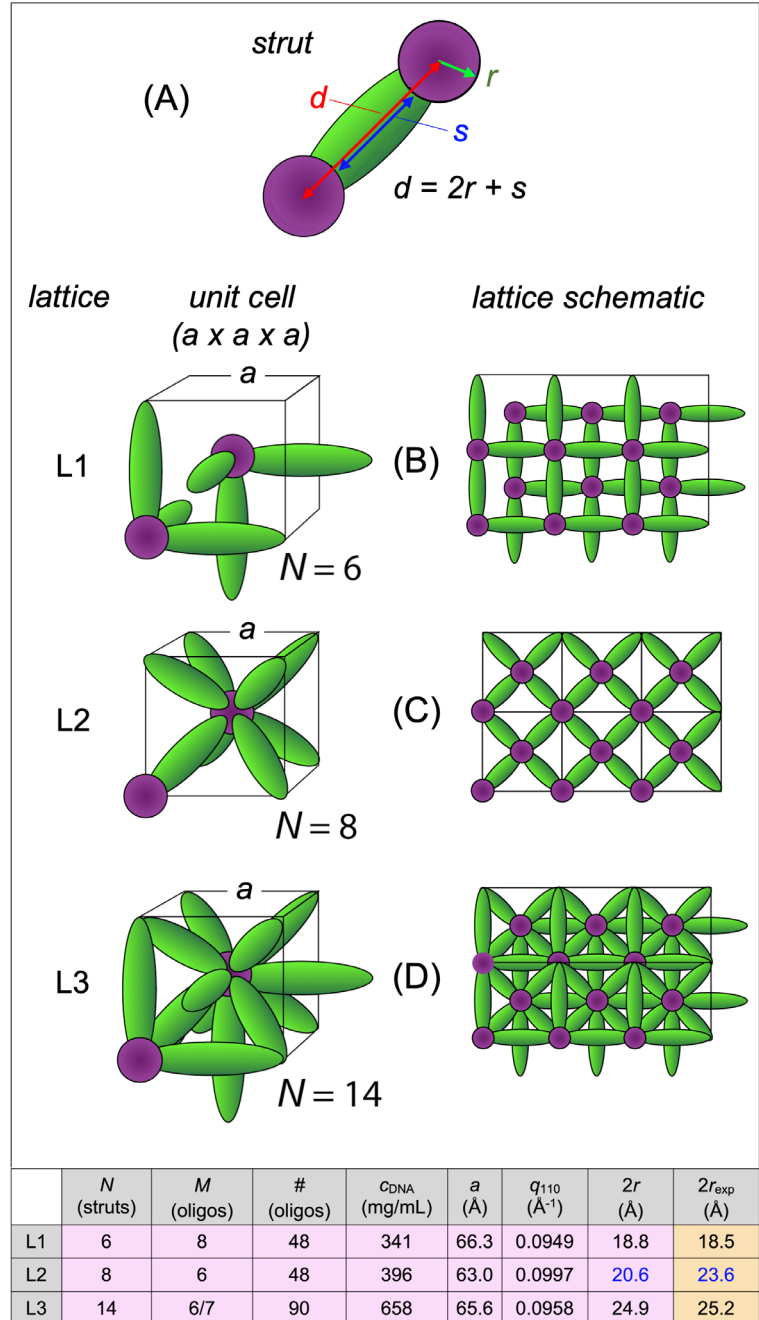 strut
(A)
r
d
s
d = 2r + s
lattice
unit cell
(a x a x a)
lattice schematic
a
L1
(B)
N = 6
a
L2
(C)
N = 8
a
L3
(D)
N = 14
N (struts) M (oligos) # (oligos) cDNA (mg/mL) a (Å) q110 (Å-1) 2r (Å) 2rexp (Å)
L1 6 8 48 341 66.3 0.0949 18.8 18.5
L2 8 6 48 396 63.0 0.0997 20.6 23.6
L3 14 6/7 90 658 65.6 0.0958 24.9 25.2